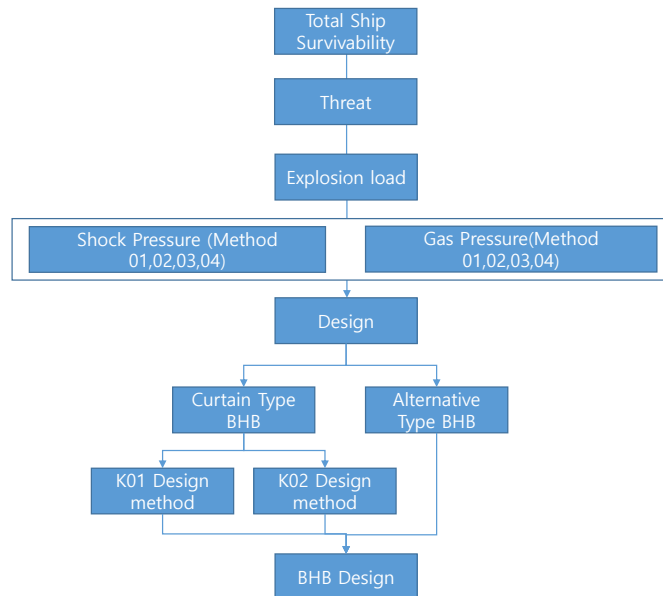 Total Ship
Survivability
Threat
Explosion load
Shock Pressure (Method
01,02,03,04)
Gas Pressure(Method
01,02,03,04)
Design
Curtain Type
BHB
Alternative
Type BHB
K01 Design
method
K02 Design
method
BHB Design